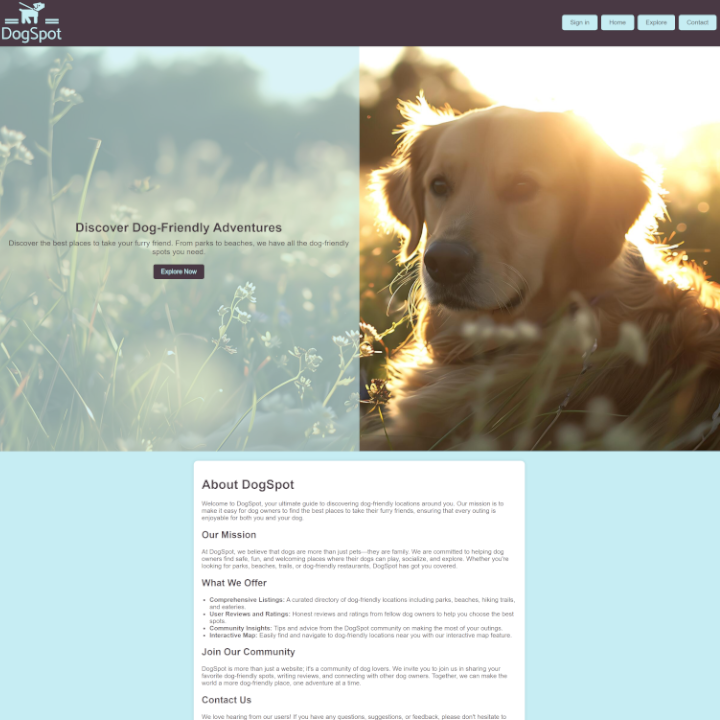 DogSpot
Sign in
Home
Explore
Contact
Discover Dog-Friendly Adventures
Discover the best places to take your furry friend. From parks to beaches, we have all the dog-friendly
spots you need.
Explore Now
About DogSpot
Welcome to DogSpot, your ultimate guide to discovering dog-friendly locations around you. Our mission is to
make it easy for dog owners to find the best places to take their furry friends, ensuring that every outing is
enjoyable for both you and your dog.
Our Mission
At DogSpot, we believe that dogs are more than just pets—they are family. We are committed to helping dog
owners find safe, fun, and welcoming places where their dogs can play, socialize, and explore. Whether you're
looking for parks, beaches, trails, or dog-friendly restaurants, DogSpot has got you covered.
What We Offer
• Comprehensive Listings: A curated directory of dog-friendly locations including parks, beaches, hiking trails,
and eateries.
• User Reviews and Ratings: Honest reviews and ratings from fellow dog owners to help you choose the best
spots.
• Community Insights: Tips and advice from the DogSpot community on making the most of your outings.
• Interactive Map: Easily find and navigate to dog-friendly locations near you with our interactive map feature.
Join Our Community
DogSpot is more than just a website; it's a community of dog lovers. We invite you to join us in sharing your
favorite dog-friendly spots, writing reviews, and connecting with other dog owners. Together, we can make the
world a more dog-friendly place, one adventure at a time.
Contact Us
We love hearing from our users! If you have any questions, suggestions, or feedback, please don't hesitate to